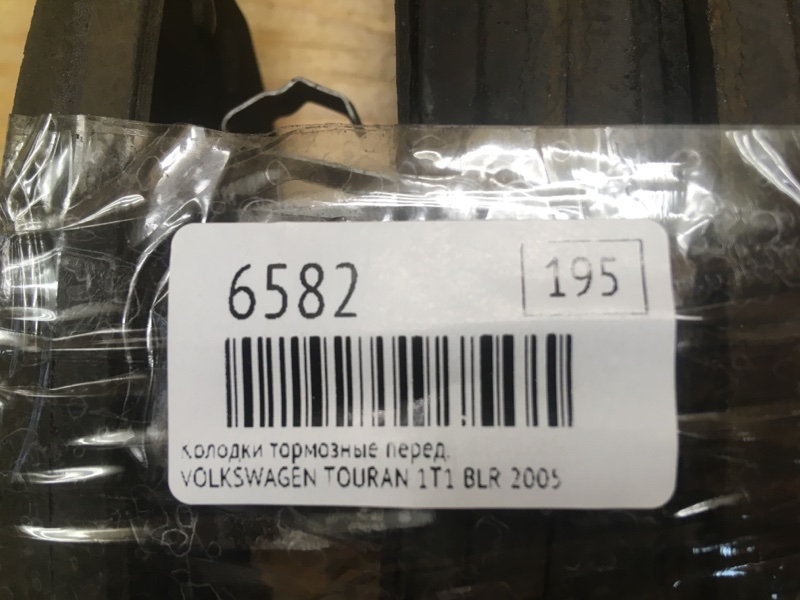 6582
195
Колодки тормозные перед.
VOLKSWAGEN TOURAN 1T1 BLR 2005